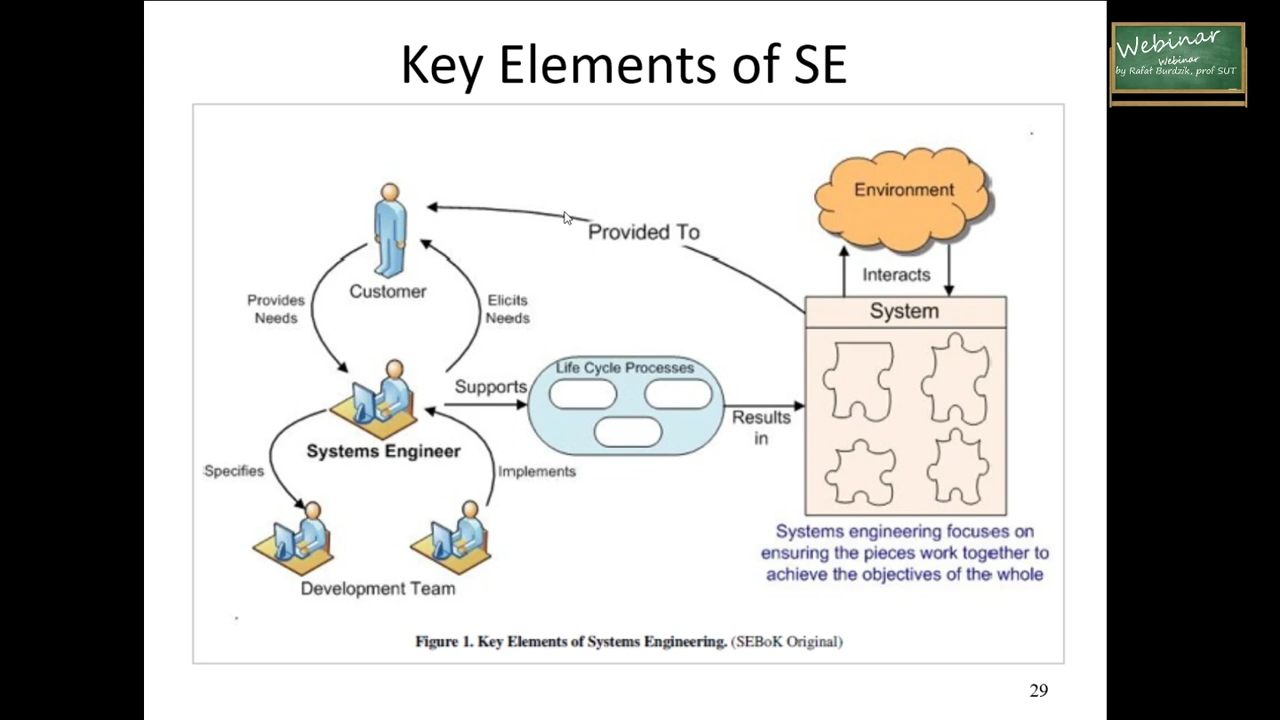 Key Elements of SE
Webinar
Webinar
by Rafał Burdzik, prof SUT
Environment
Provided To
Interacts
Customer
Provides
Needs
Elicits
Needs
System
Life Cycle Processes
Supports
Results
in
Systems Engineer
Specifies
Implements
Development Team
Systems engineering focuses on
ensuring the pieces work together to
achieve the objectives of the whole
Figure 1. Key Elements of Systems Engineering. (SEBoK Original)
29